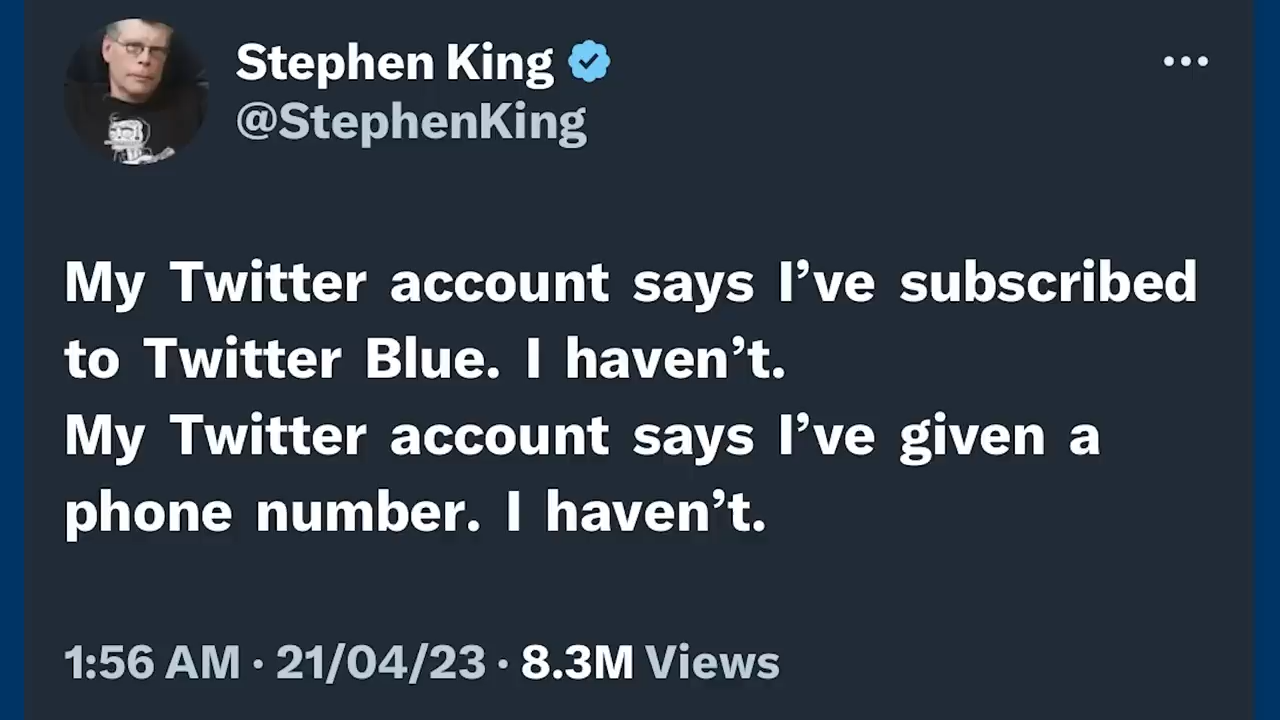 Stephen King
@StephenKing
My Twitter account says I’ve subscribed
to Twitter Blue. I haven’t.
My Twitter account says I’ve given a
phone number. I haven’t.
1:56 AM · 21/04/23 · 8.3M Views